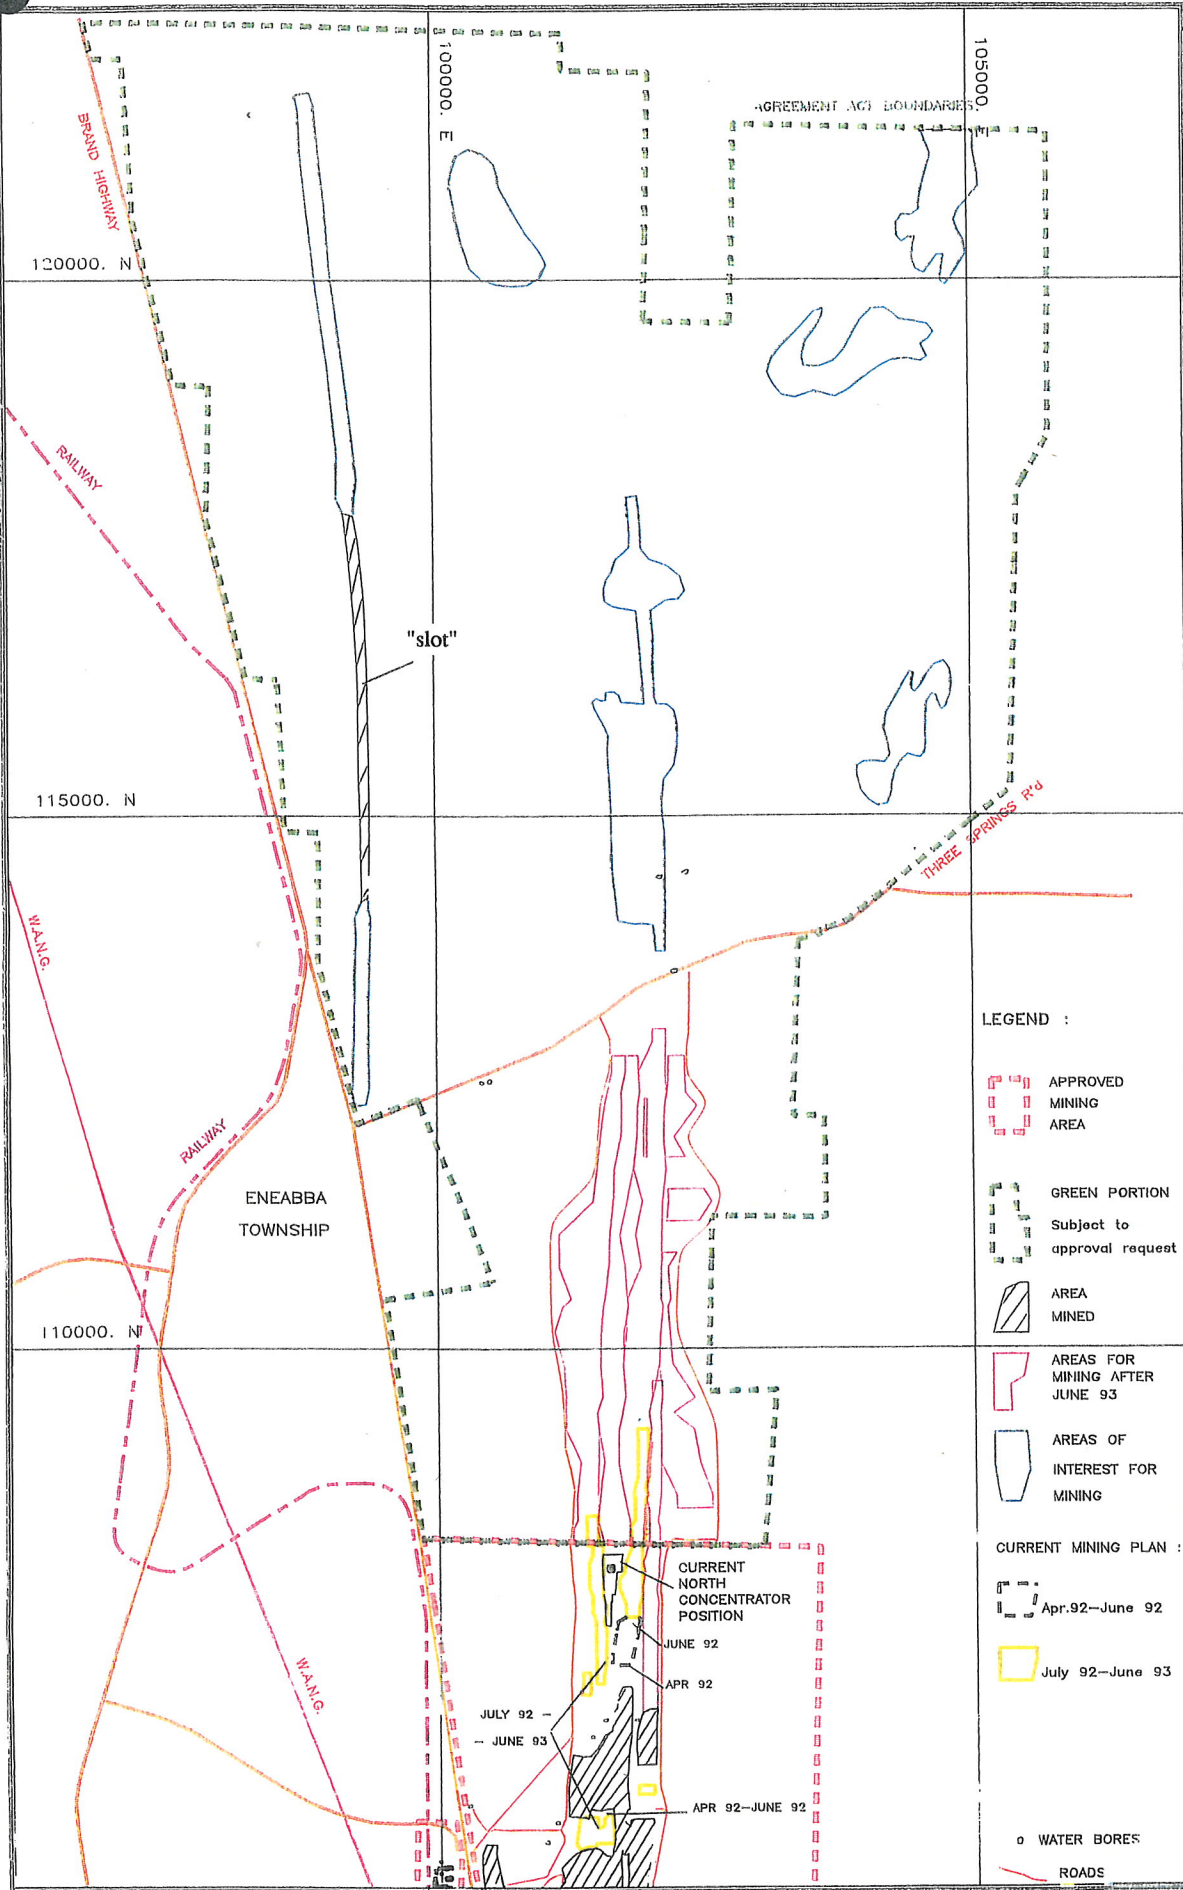 100000. E
105000. E
AGREEMENT ACT BOUNDARIES.
BRAND HIGHWAY
120000. N
RAILWAY
"slot"
115000. N
THREE SPRINGS R'd
W.A.N.G.
RAILWAY
ENEABBA
TOWNSHIP
110000. N
CURRENT
NORTH
CONCENTRATOR
POSITION
JUNE 92
APR 92
W.A.N.G.
JULY 92 –
– JUNE 93
APR 92–JUNE 92
LEGEND :
APPROVED
MINING
AREA
GREEN PORTION
Subject to
approval request
AREA
MINED
AREAS FOR
MINING AFTER
JUNE 93
AREAS OF
INTEREST FOR
MINING
CURRENT MINING PLAN :
Apr.92–June 92
July 92–June 93
WATER BORES
ROADS